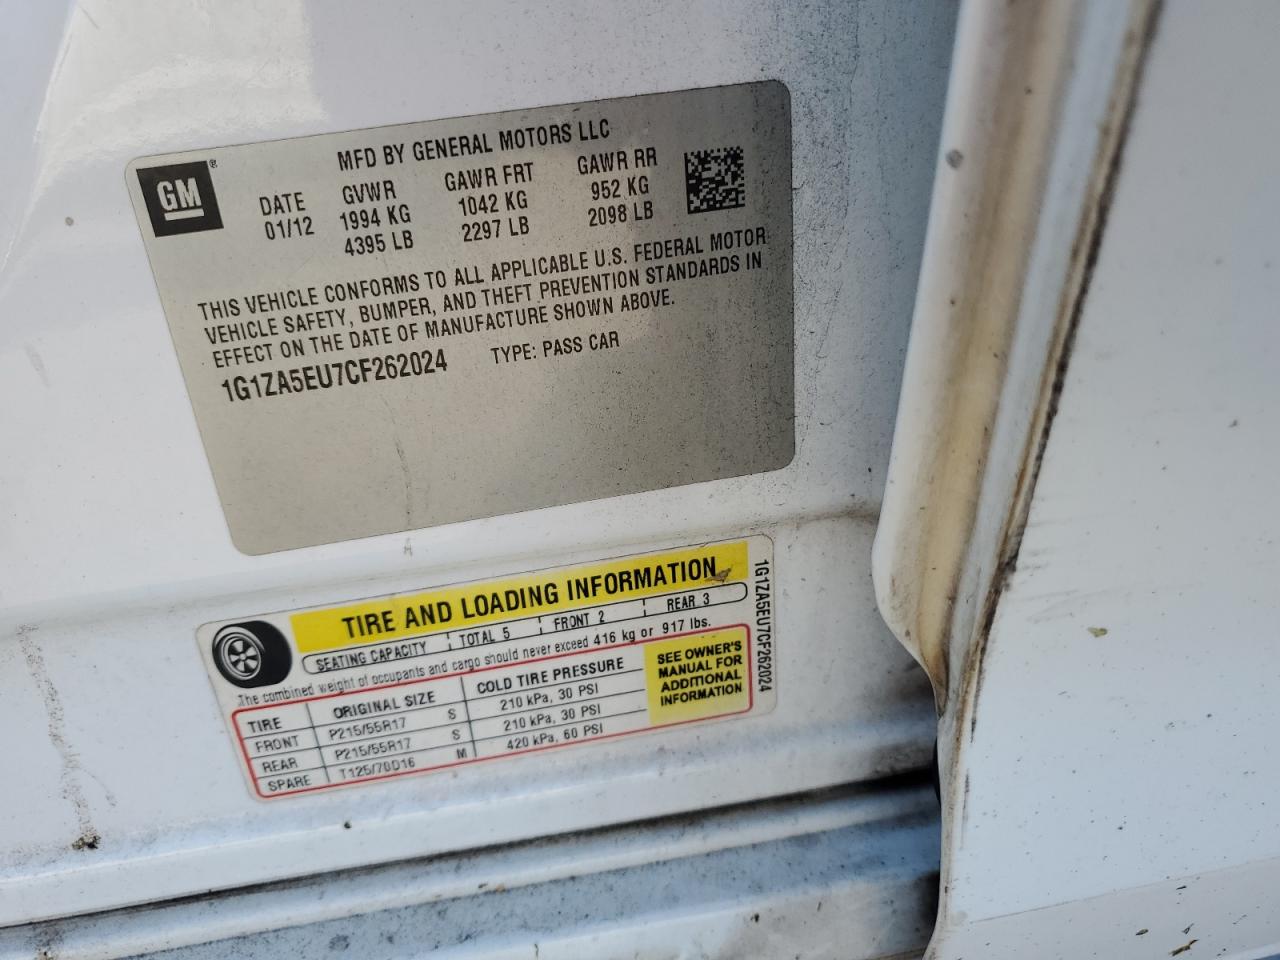 GM®
MFD BY GENERAL MOTORS LLC
DATE GVWR GAWR FRT GAWR RR
01/12 1994 KG 1042 KG 952 KG
4395 LB 2297 LB 2098 LB
THIS VEHICLE CONFORMS TO ALL APPLICABLE U.S. FEDERAL MOTOR
VEHICLE SAFETY, BUMPER, AND THEFT PREVENTION STANDARDS IN
EFFECT ON THE DATE OF MANUFACTURE SHOWN ABOVE.
1G1ZA5EU7CF262024 TYPE: PASS CAR
TIRE AND LOADING INFORMATION
SEATING CAPACITY TOTAL 5 FRONT 2 REAR 3
The combined weight of occupants and cargo should never exceed 416 kg or 917 lbs.
TIRE ORIGINAL SIZE COLD TIRE PRESSURE
FRONT P215/55R17 S 210 kPa, 30 PSI
REAR P215/55R17 S 210 kPa, 30 PSI
SPARE T125/70D16 M 420 kPa, 60 PSI
SEE OWNER'S
MANUAL FOR
ADDITIONAL
INFORMATION
1G1ZA5EU7CF262024